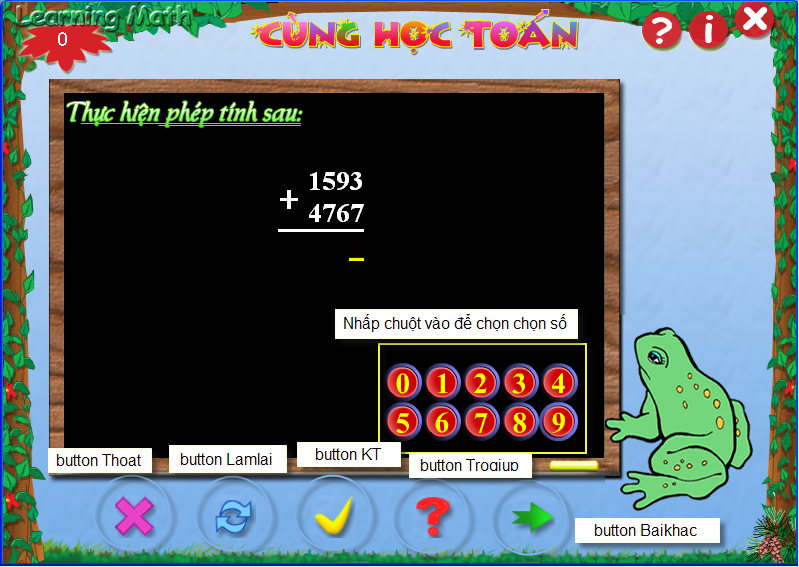 Learning Math
0
CÙNG HỌC TOÁN
? i X
Thực hiện phép tính sau:
1593
+
4767
Nhấp chuột vào để chọn chọn số
0 1 2 3 4
5 6 7 8 9
button Thoat
button Lamlai
button KT
button Trogiup
button Baikhac
?